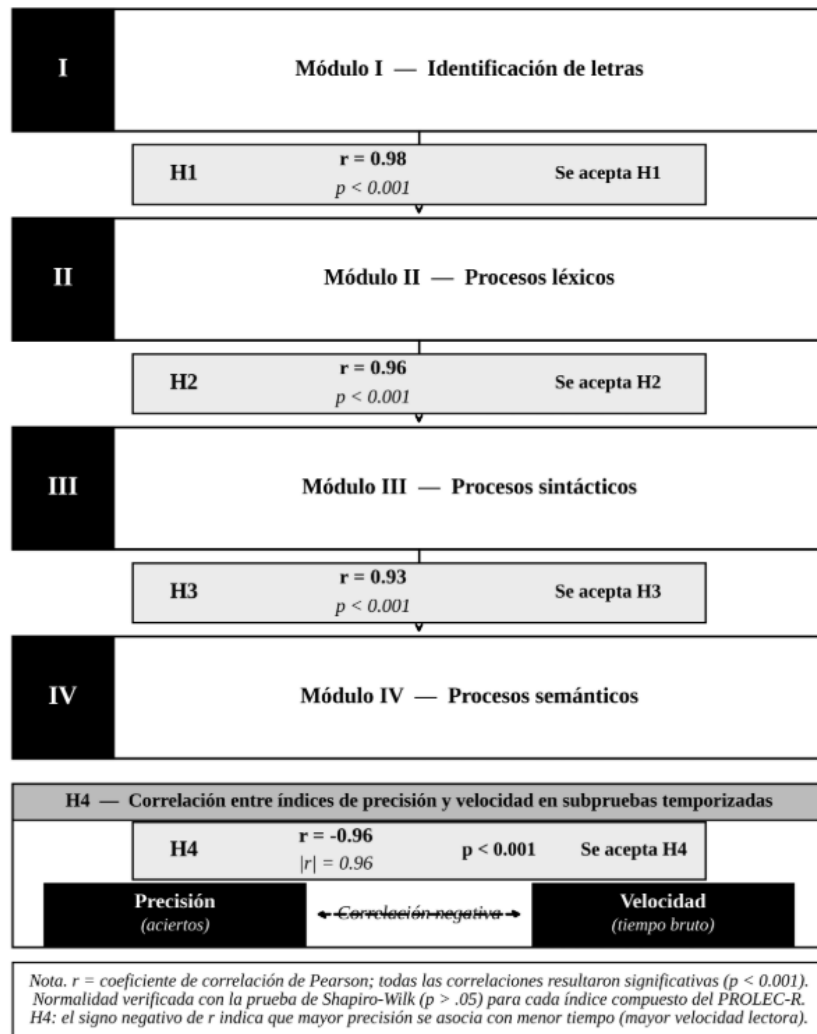 I
Módulo I — Identificación de letras
H1
r = 0.98
p < 0.001
Se acepta H1
II
Módulo II — Procesos léxicos
H2
r = 0.96
p < 0.001
Se acepta H2
III
Módulo III — Procesos sintácticos
H3
r = 0.93
p < 0.001
Se acepta H3
IV
Módulo IV — Procesos semánticos
H4 — Correlación entre índices de precisión y velocidad en subpruebas temporizadas
H4
r = -0.96
|r| = 0.96
p < 0.001
Se acepta H4
Precisión
(aciertos)
Correlación negativa
Velocidad
(tiempo bruto)
Nota. r = coeficiente de correlación de Pearson; todas las correlaciones resultaron significativas (p < 0.001).
Normalidad verificada con la prueba de Shapiro-Wilk (p > .05) para cada índice compuesto del PROLEC-R.
H4: el signo negativo de r indica que mayor precisión se asocia con menor tiempo (mayor velocidad lectora).